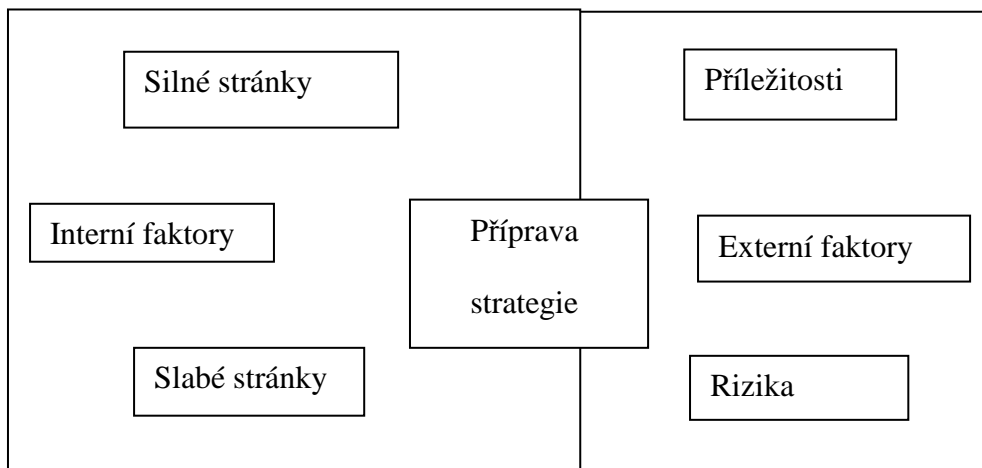 Silné stránky
Příležitosti
Interní faktory
Příprava
strategie
Externí faktory
Slabé stránky
Rizika